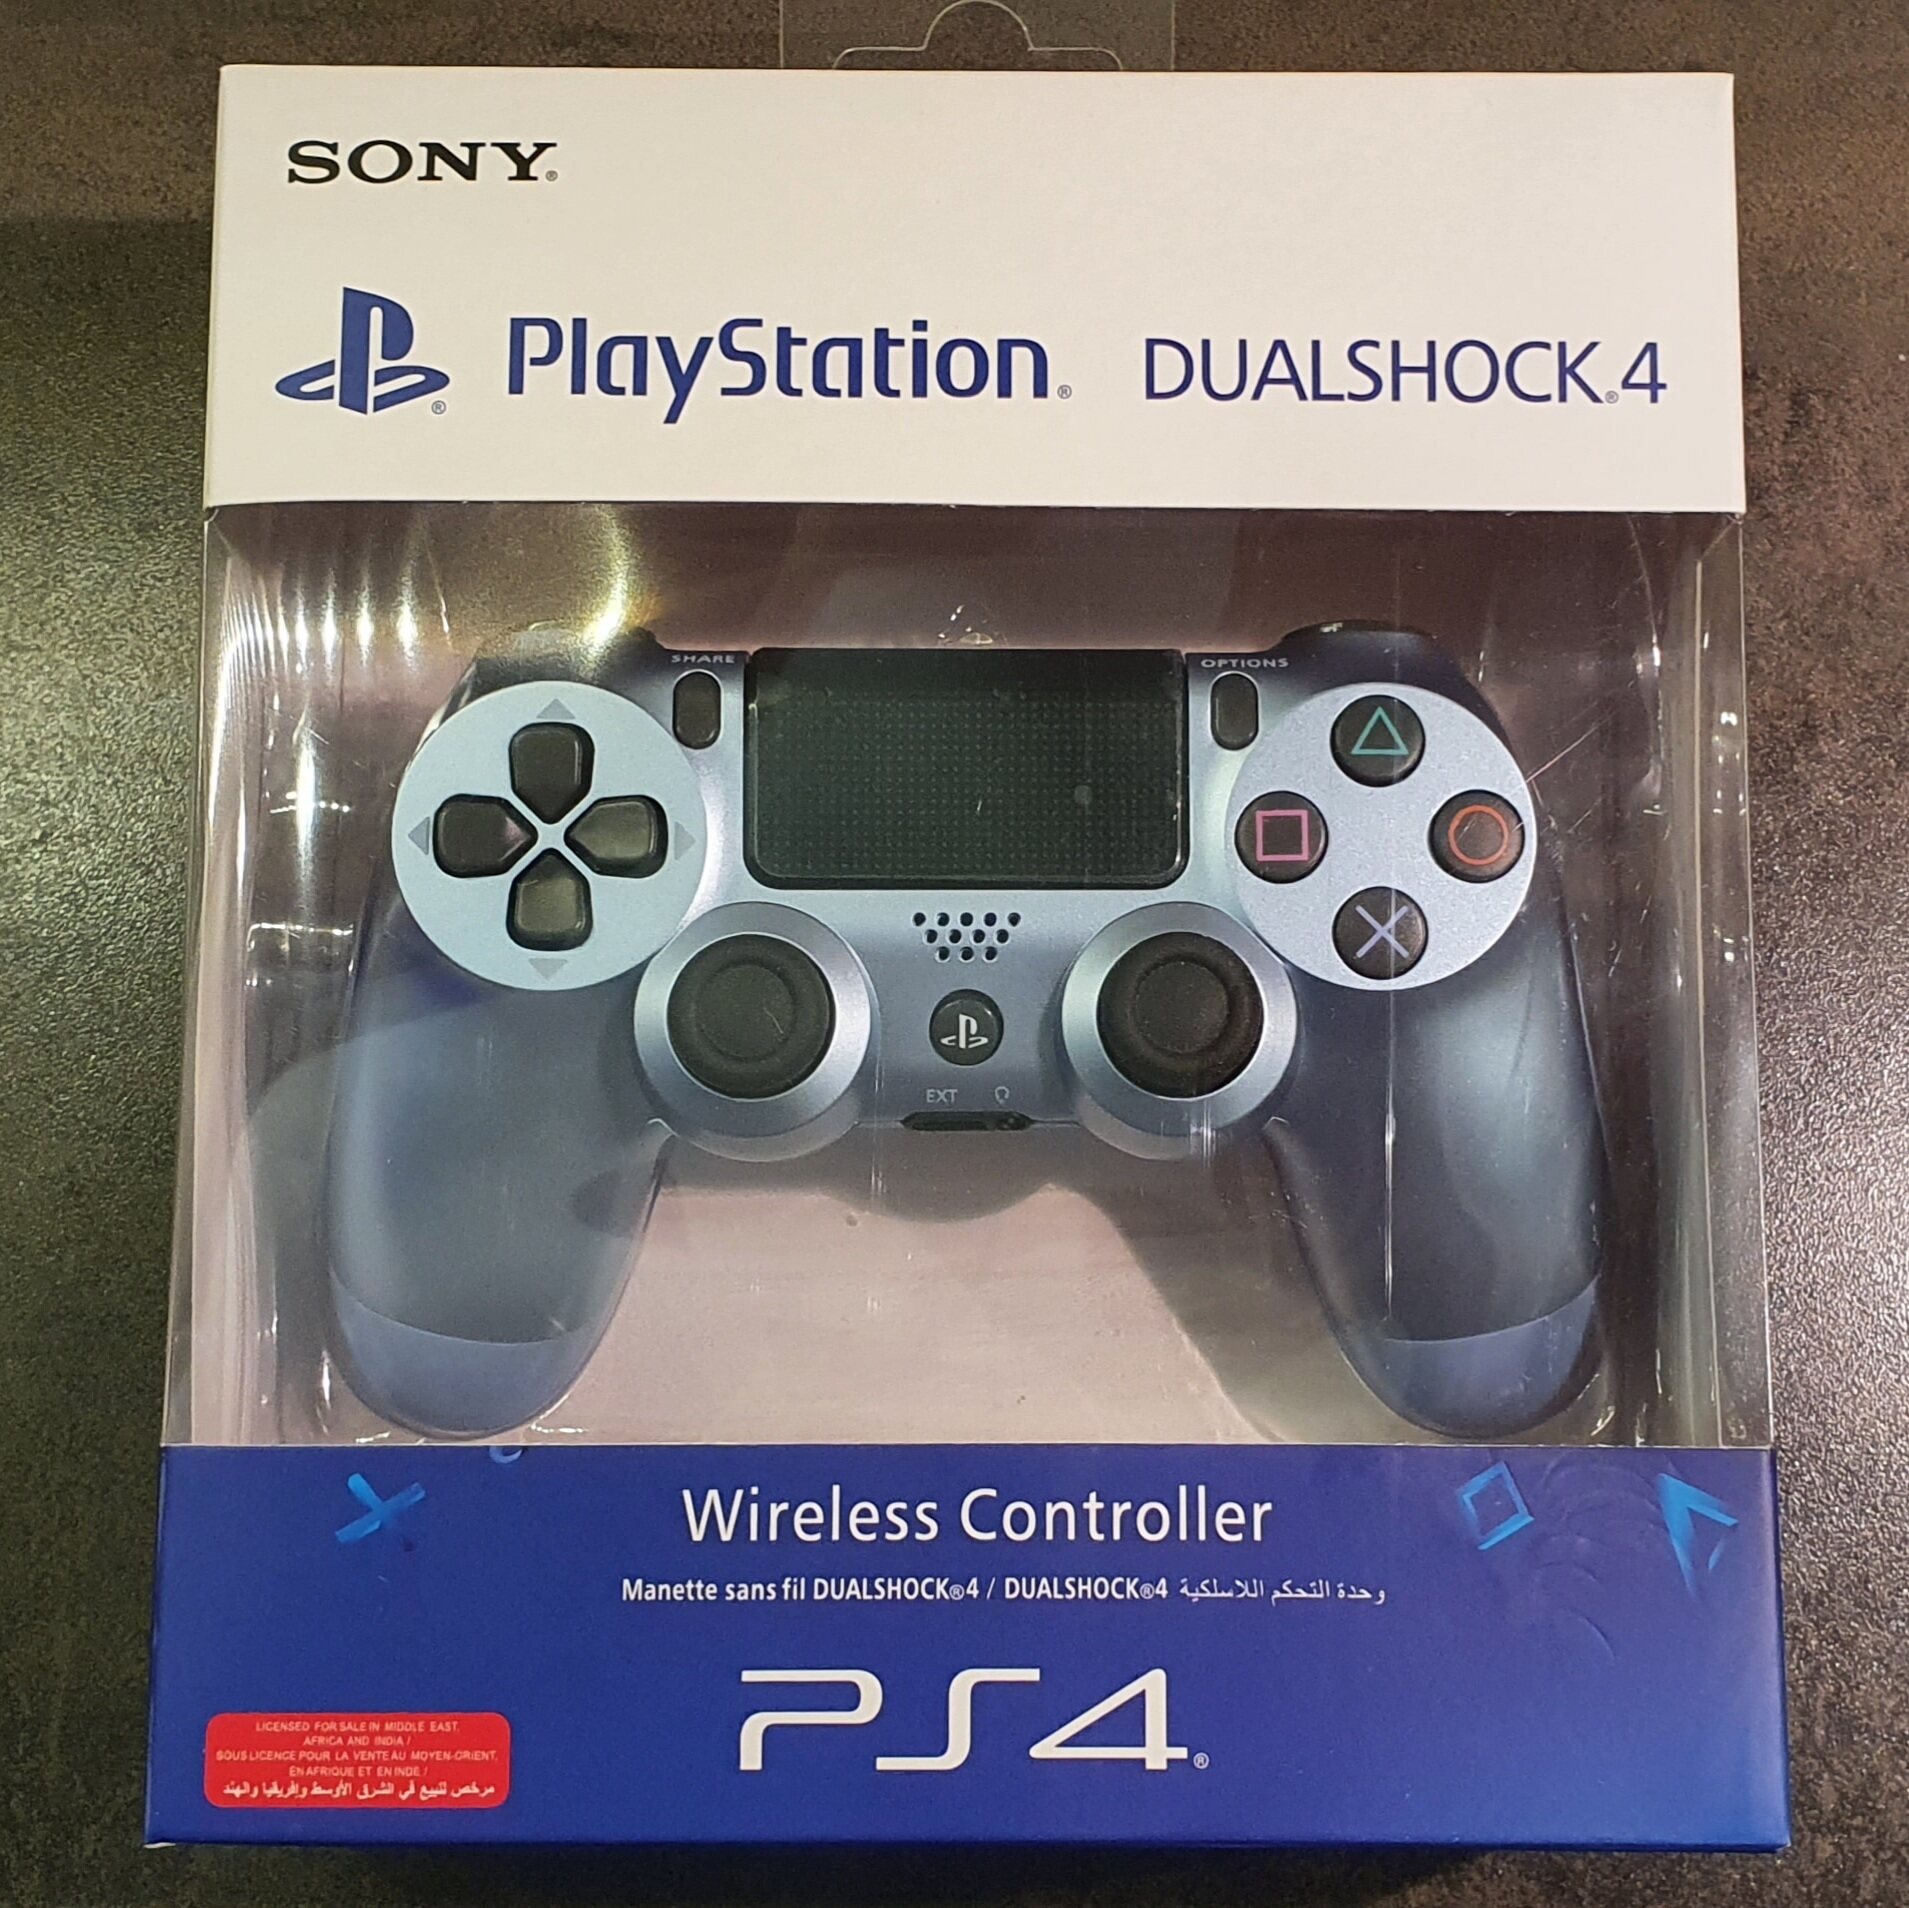 SONY®
PlayStation® DUALSHOCK®4
SHARE
OPTIONS
EXT
Wireless Controller
Manette sans fil DUALSHOCK®4 / DUALSHOCK®4 وحدة التحكم اللاسلكية
PS4®
LICENSED FOR SALE IN MIDDLE EAST,
AFRICA AND INDIA /
SOUS LICENCE POUR LA VENTE AU MOYEN-ORIENT,
EN AFRIQUE ET EN INDE /
مرخص للبيع في الشرق الأوسط وإفريقيا والهند